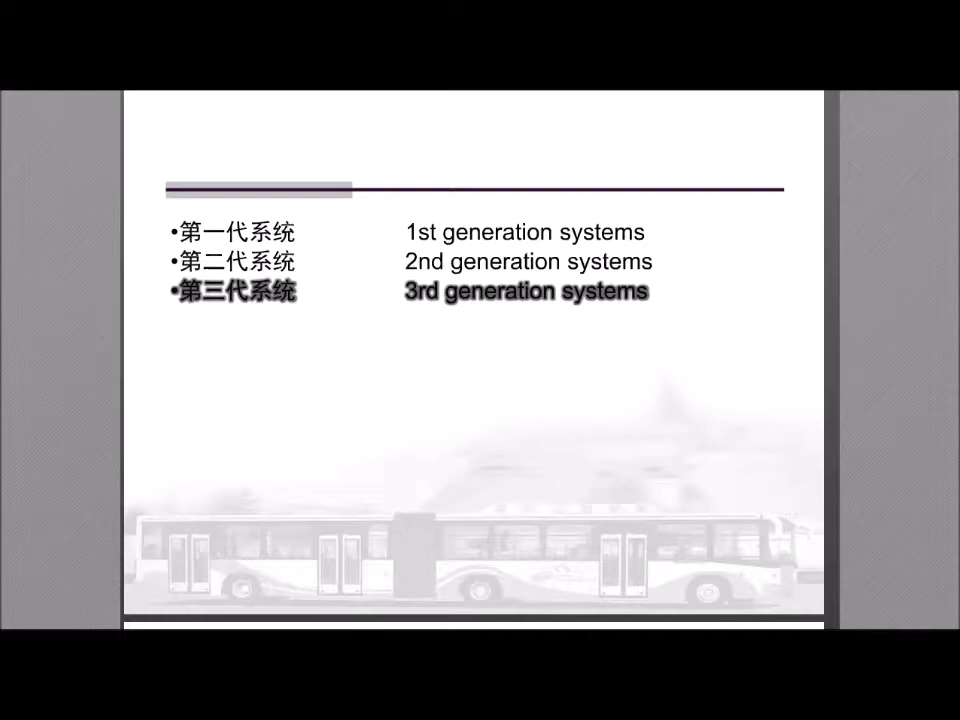 •第一代系统 1st generation systems
•第二代系统 2nd generation systems
•第三代系统 3rd generation systems